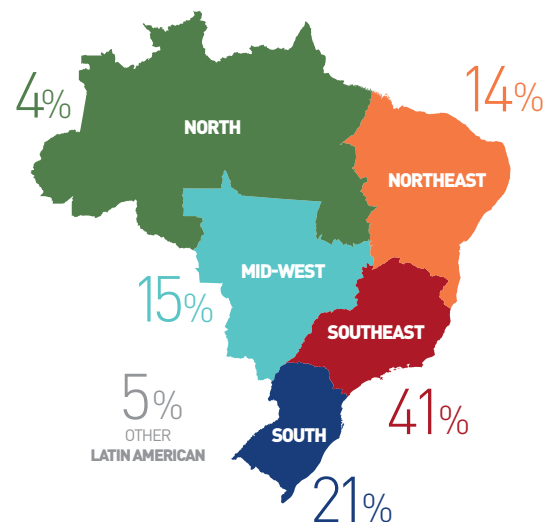 4%
NORTH
14%
NORTHEAST
MID-WEST
15%
SOUTHEAST
5%
OTHER
LATIN AMERICAN
41%
SOUTH
21%